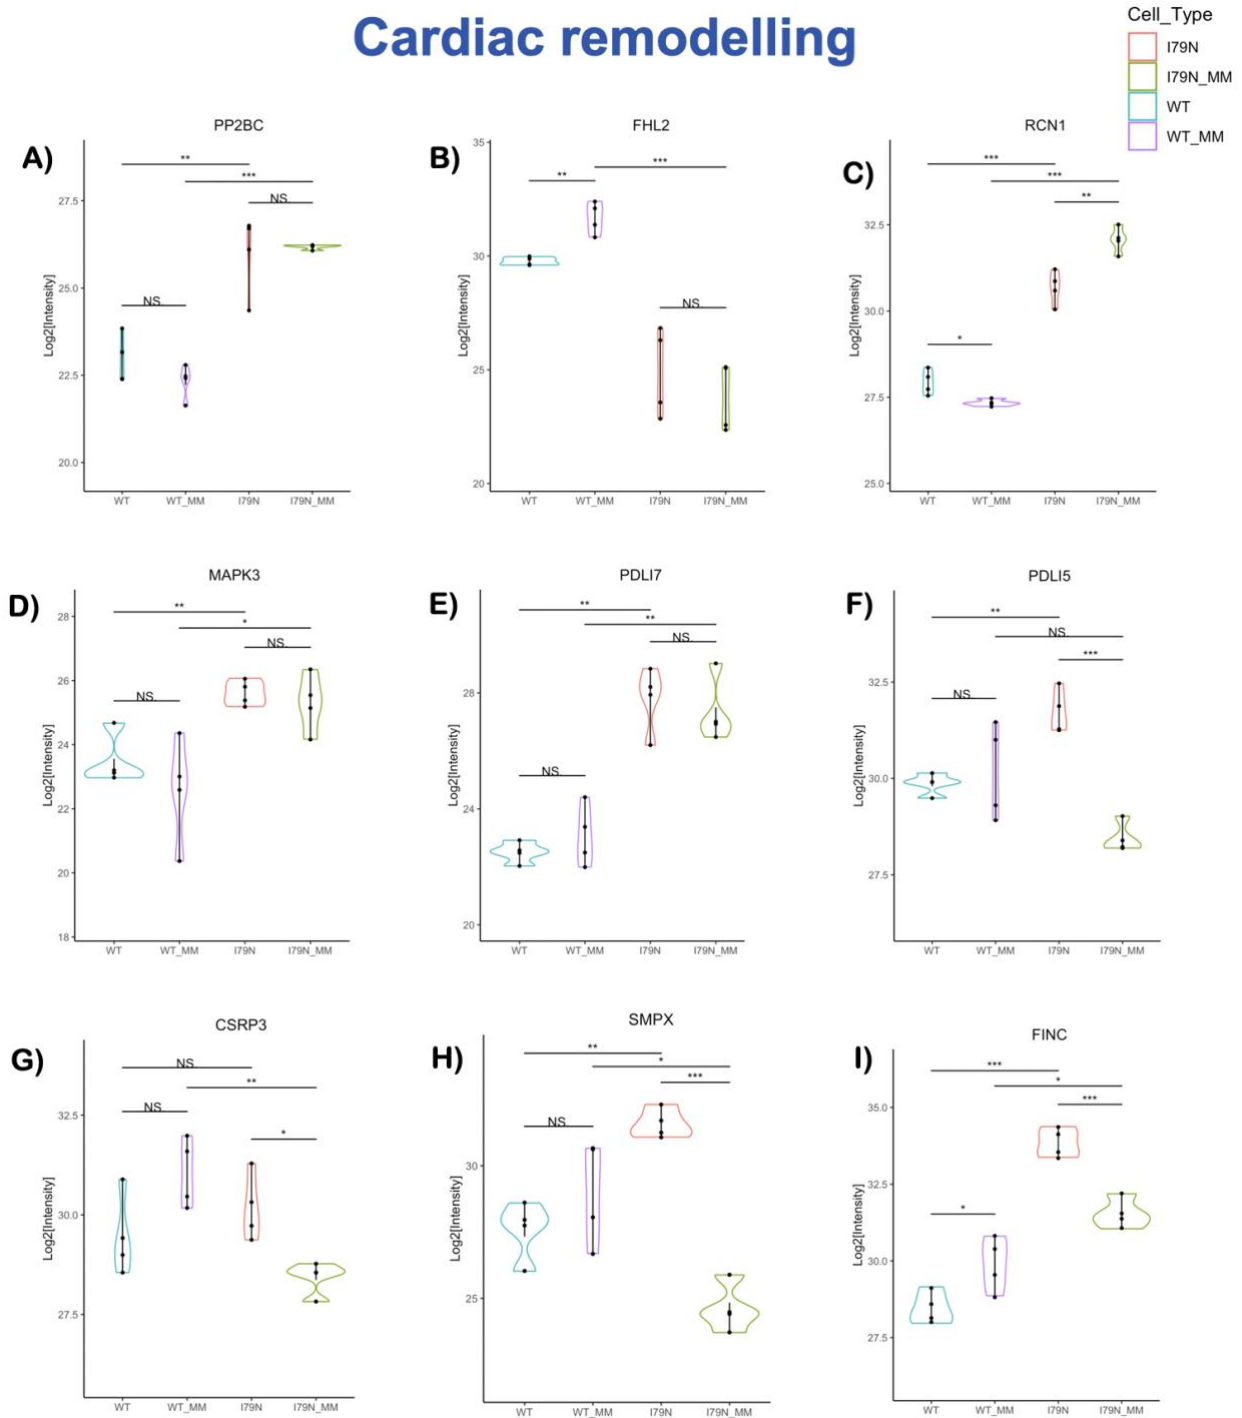 Cardiac remodelling
Cell_Type
I79N
I79N_MM
WT
WT_MM
A)
PP2BC
Log2[Intensity]
27.5
25.0
22.5
20.0
**
***
NS.
NS.
WT WT_MM I79N I79N_MM
B)
FHL2
Log2[Intensity]
35
30
25
20
***
**
NS.
WT WT_MM I79N I79N_MM
C)
RCN1
Log2[Intensity]
32.5
30.0
27.5
25.0
***
***
**
*
WT WT_MM I79N I79N_MM
D)
MAPK3
Log2[Intensity]
28
26
24
22
20
18
**
*
NS.
NS.
WT WT_MM I79N I79N_MM
E)
PDLI7
Log2[Intensity]
28
24
20
**
**
NS.
NS.
WT WT_MM I79N I79N_MM
F)
PDLI5
Log2[Intensity]
32.5
30.0
27.5
**
NS.
***
NS.
WT WT_MM I79N I79N_MM
G)
CSRP3
Log2[Intensity]
32.5
30.0
27.5
NS.
**
NS.
*
WT WT_MM I79N I79N_MM
H)
SMPX
Log2[Intensity]
30
25
**
*
***
NS.
WT WT_MM I79N I79N_MM
I)
FINC
Log2[Intensity]
35.0
32.5
30.0
27.5
***
*
***
*
WT WT_MM I79N I79N_MM